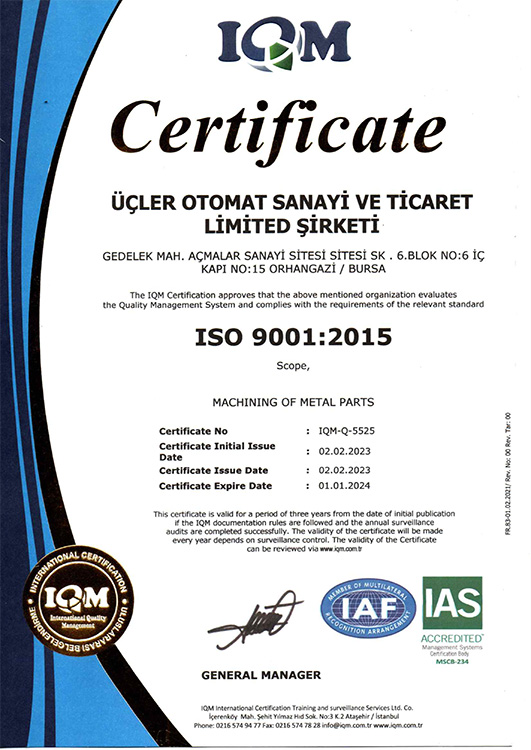 IQM
Certificate
ÜÇLER OTOMAT SANAYİ VE TİCARET
LİMİTED ŞİRKETİ
GEDELEK MAH. AÇMALAR SANAYİ SİTESİ SİTESİ SK . 6.BLOK NO:6 İÇ
KAPI NO:15 ORHANGAZİ / BURSA
The IQM Certification approves that the above mentioned organization evaluates
the Quality Management System and complies with the requirements of the relevant standard
ISO 9001:2015
Scope,
MACHINING OF METAL PARTS
Certificate No : IQM-Q-5525
Certificate Initial Issue
Date : 02.02.2023
Certificate Issue Date : 02.02.2023
Certificate Expire Date : 01.01.2024
This certificate is valid for a period of three years from the date of initial publication
if the IQM documentation rules are followed and the annual surveillance
audits are completed successfully. The validity of the certificate will be made
every year depends on surveillance control. The validity of the Certificate
can be reviewed via www.iqm.com.tr
FR.83-01.02.2021/ Rev. No: 00 Rev. Tar: 00
INTERNATIONAL CERTIFICATION
IQM
International Quality
Management
ULUSLARARASI BELGELENDİRME
MEMBER OF MULTILATERAL
IAF
RECOGNITION ARRANGEMENT
IAS
ACCREDITED
Management Systems
Certification Body
MSCB-234
GENERAL MANAGER
IQM International Certification Training and surveillance Services Ltd. Co.
İçerenköy Mah. Şehit Yılmaz Hıd Sok. No:3 K.2 Ataşehir / İstanbul
Phone: 0216 574 94 77 Fax: 0216 574 78 28 info@iqm.com.tr www.iqm.com.tr